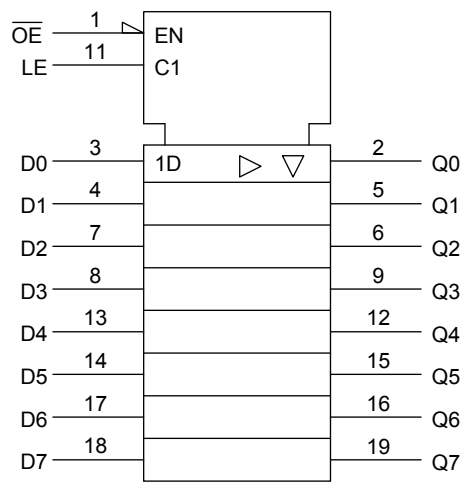 O̅E̅ 1 EN
LE 11 C1
D0 3 1D 2 Q0
D1 4 5 Q1
D2 7 6 Q2
D3 8 9 Q3
D4 13 12 Q4
D5 14 15 Q5
D6 17 16 Q6
D7 18 19 Q7